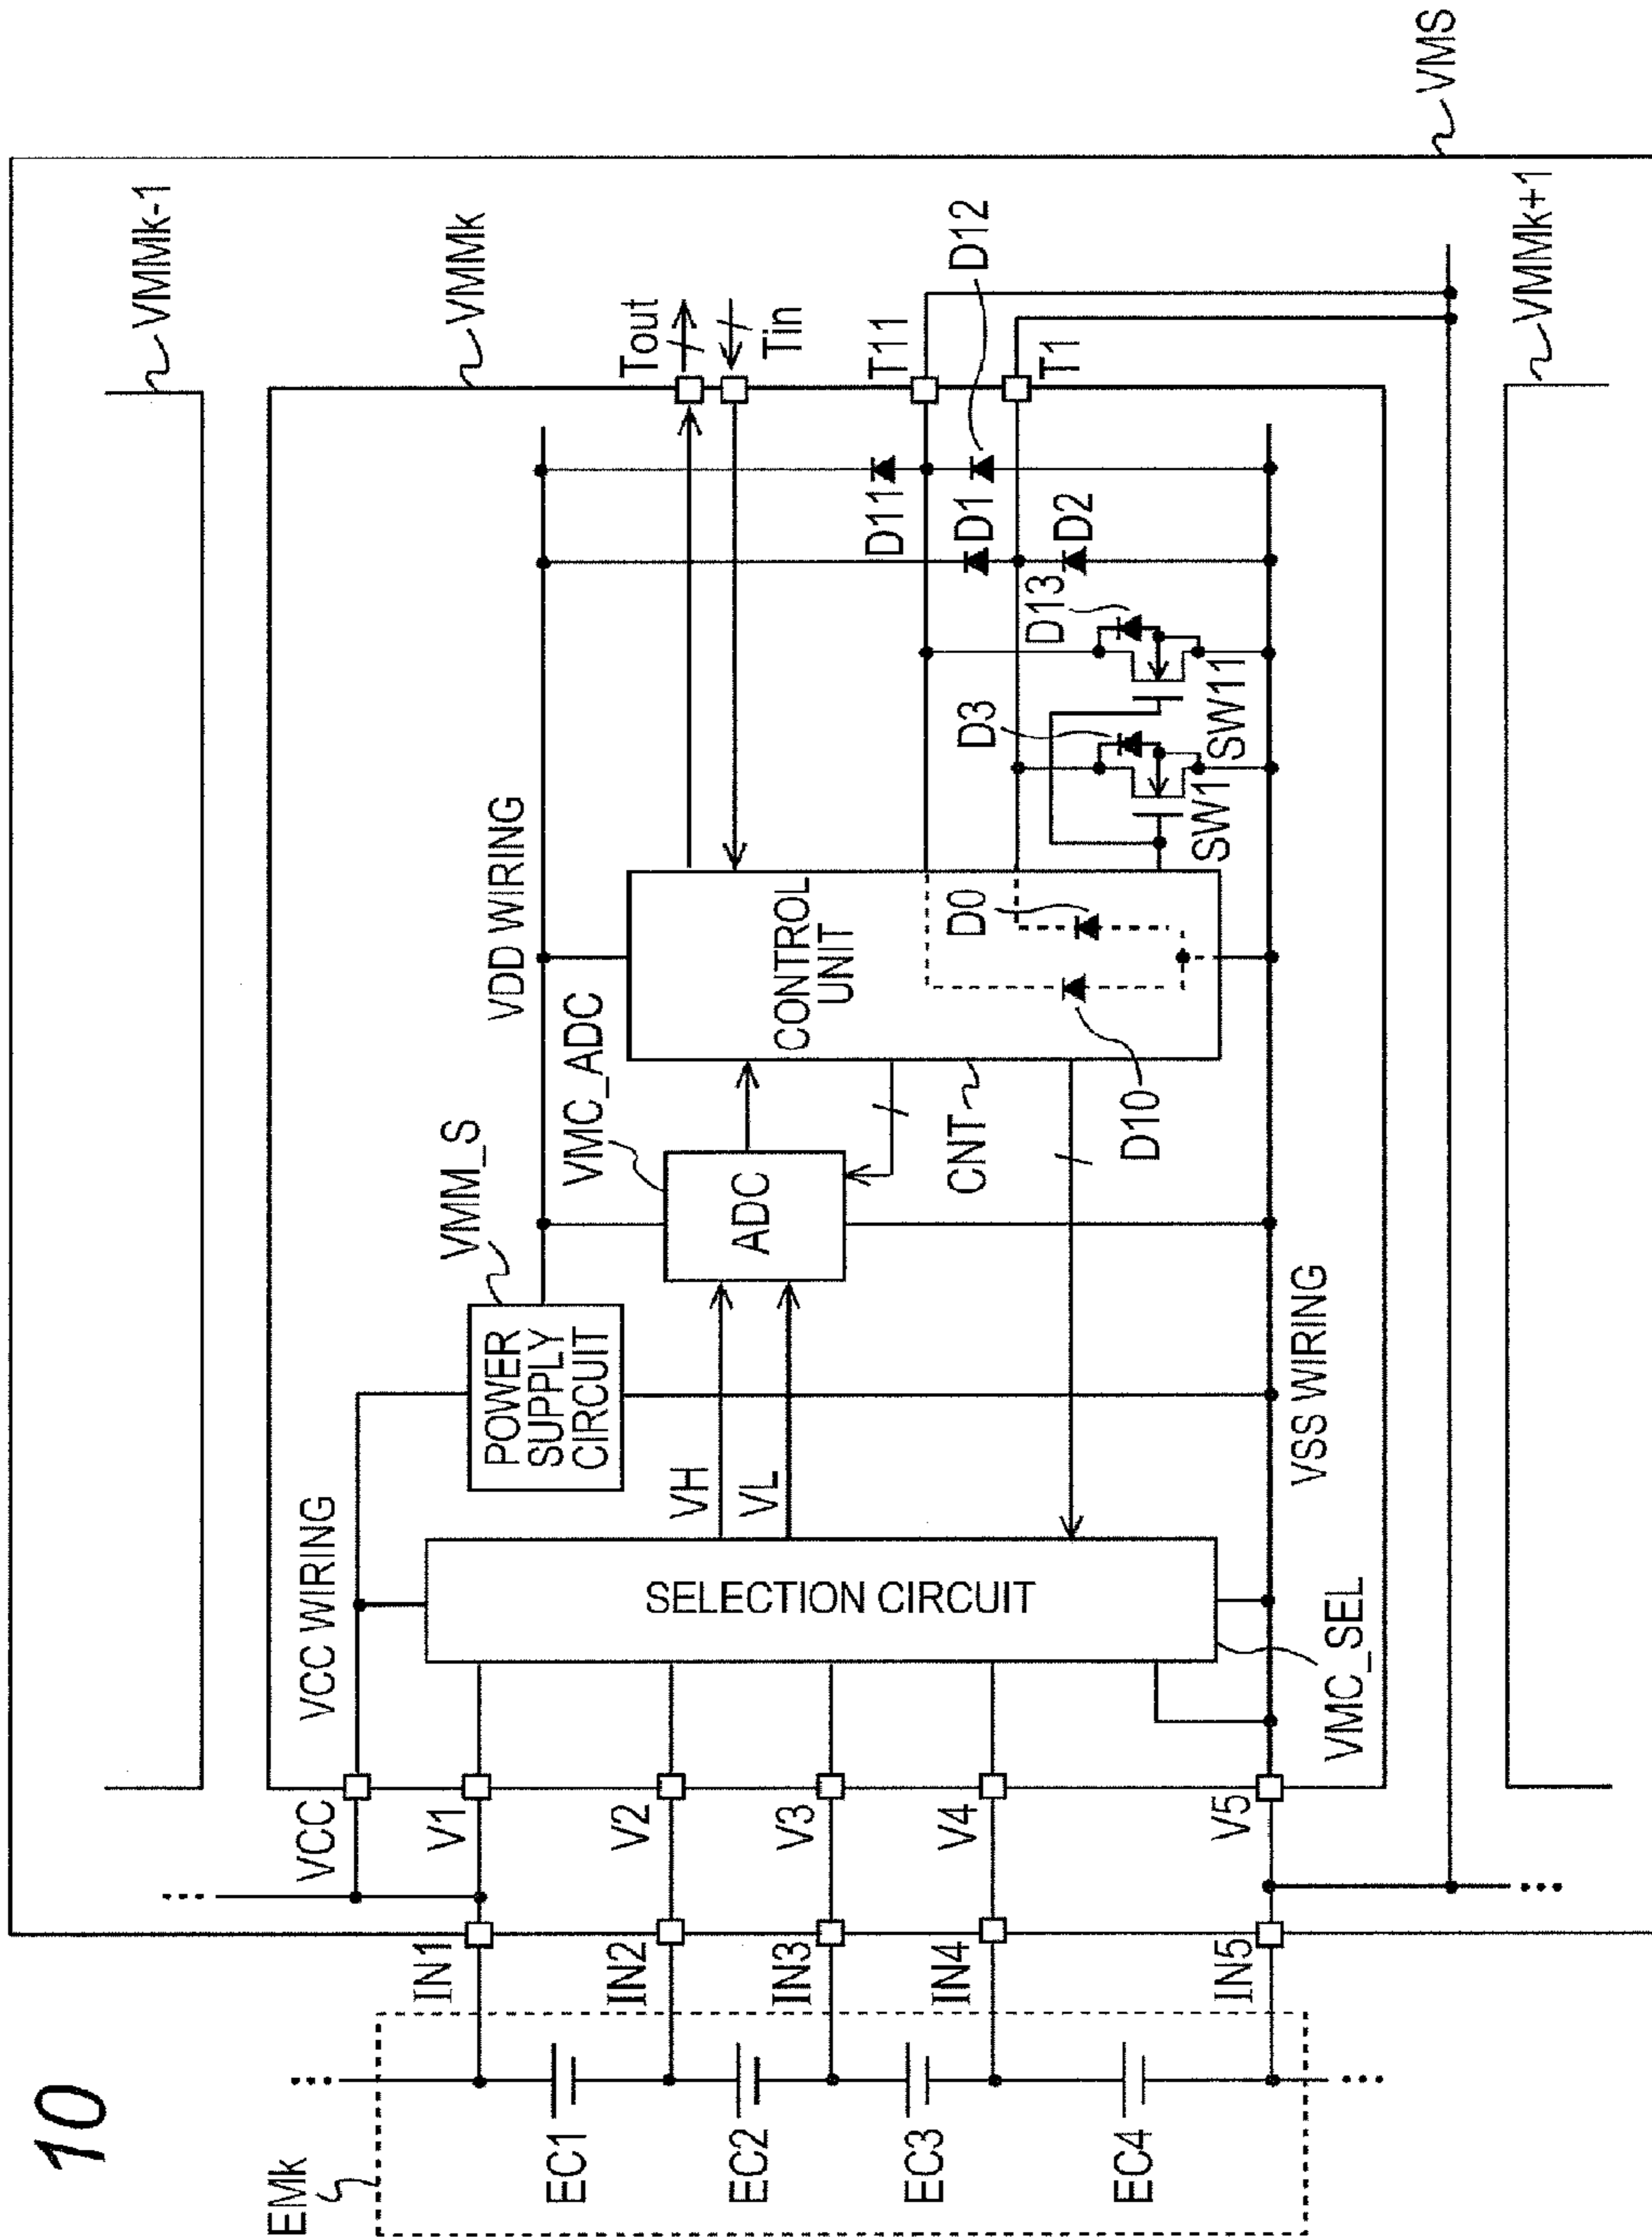 10
VMMk-1
VMMk
VMS
VMMk+1
Tout
Tin
T11
T1
D12
D11
D1
D2
D13
D3
SW11
SW1
VDD WIRING
CONTROL
UNIT
D0
D10
CNT
VMC_ADC
ADC
VMM_S
POWER
SUPPLY
CIRCUIT
VH
VL
VCC WIRING
SELECTION CIRCUIT
VSS WIRING
VMC_SEL
VCC
V1
V2
V3
V4
V5
IN1
IN2
IN3
IN4
IN5
EMk
EC1
EC2
EC3
EC4